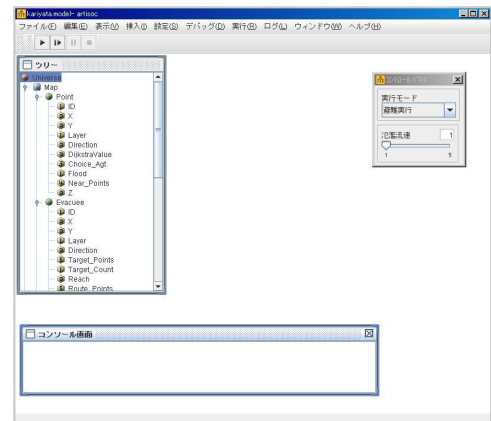 kariyata.model- artisoc
ファイル(F) 編集(E) 表示(V) 挿入(I) 設定(S) デバッグ(D) 実行(R) ログ(L) ウィンドウ(W) ヘルプ(H)
ツリー
Universe
Map
Point
ID
X
Y
Layer
Direction
DijkstraValue
Choice_Agt
Flood
Near_Points
Z
Evacuee
ID
X
Y
Layer
Direction
Target_Points
Target_Count
Reach
Route_Points
コントロールパネル
実行モード
避難実行
氾濫流速 1
1 5
コンソール画面